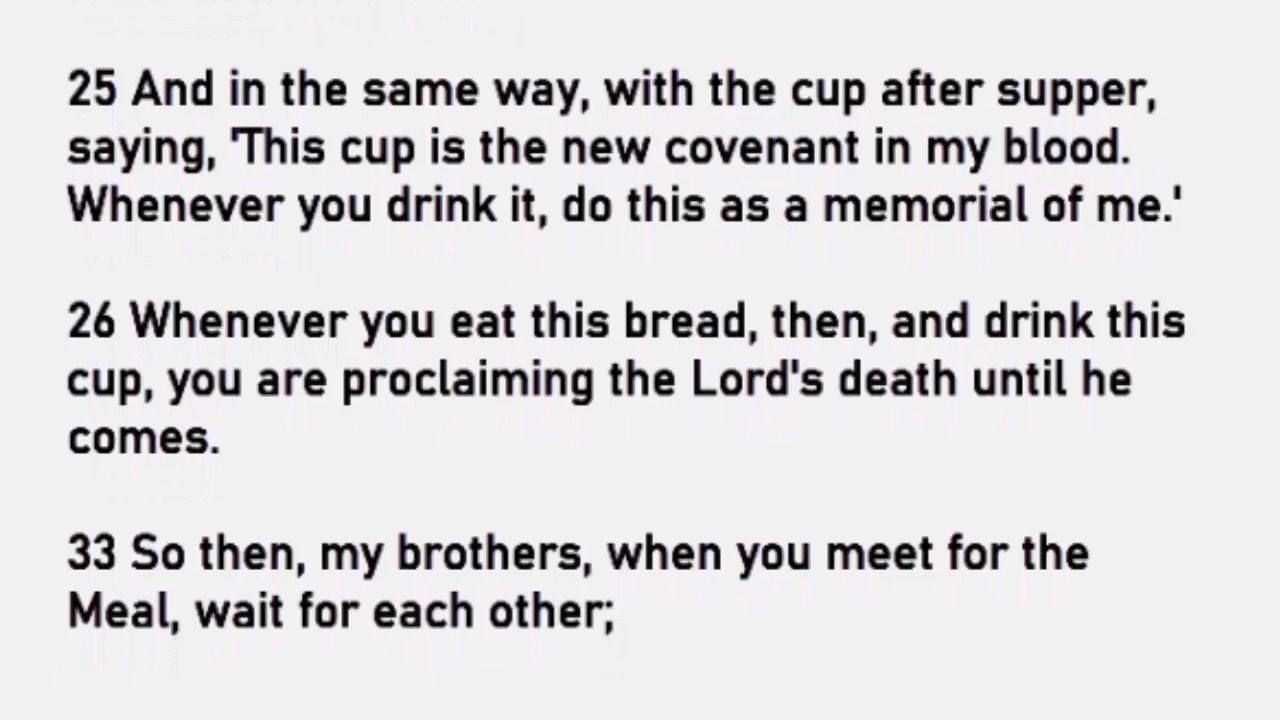 25 And in the same way, with the cup after supper,
saying, 'This cup is the new covenant in my blood.
Whenever you drink it, do this as a memorial of me.'
26 Whenever you eat this bread, then, and drink this
cup, you are proclaiming the Lord's death until he
comes.
33 So then, my brothers, when you meet for the
Meal, wait for each other;